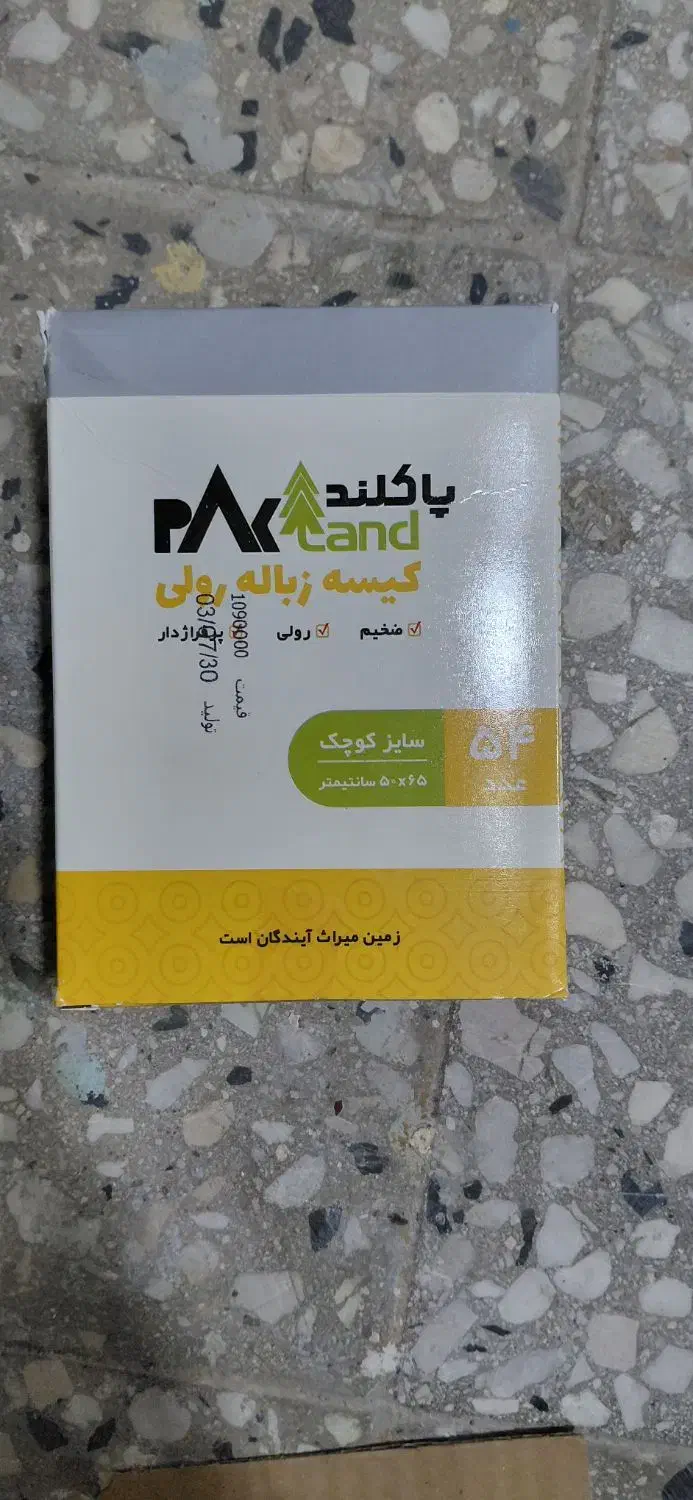 پاکلند
PAK Land
کیسه زباله رولی
ضخیم رولی پرفراژدار
قیمت 1090000
تولید 03/07/30
۵۴
عدد
سایز کوچک
۵۰x۶۵ سانتیمتر
زمین میراث آیندگان است